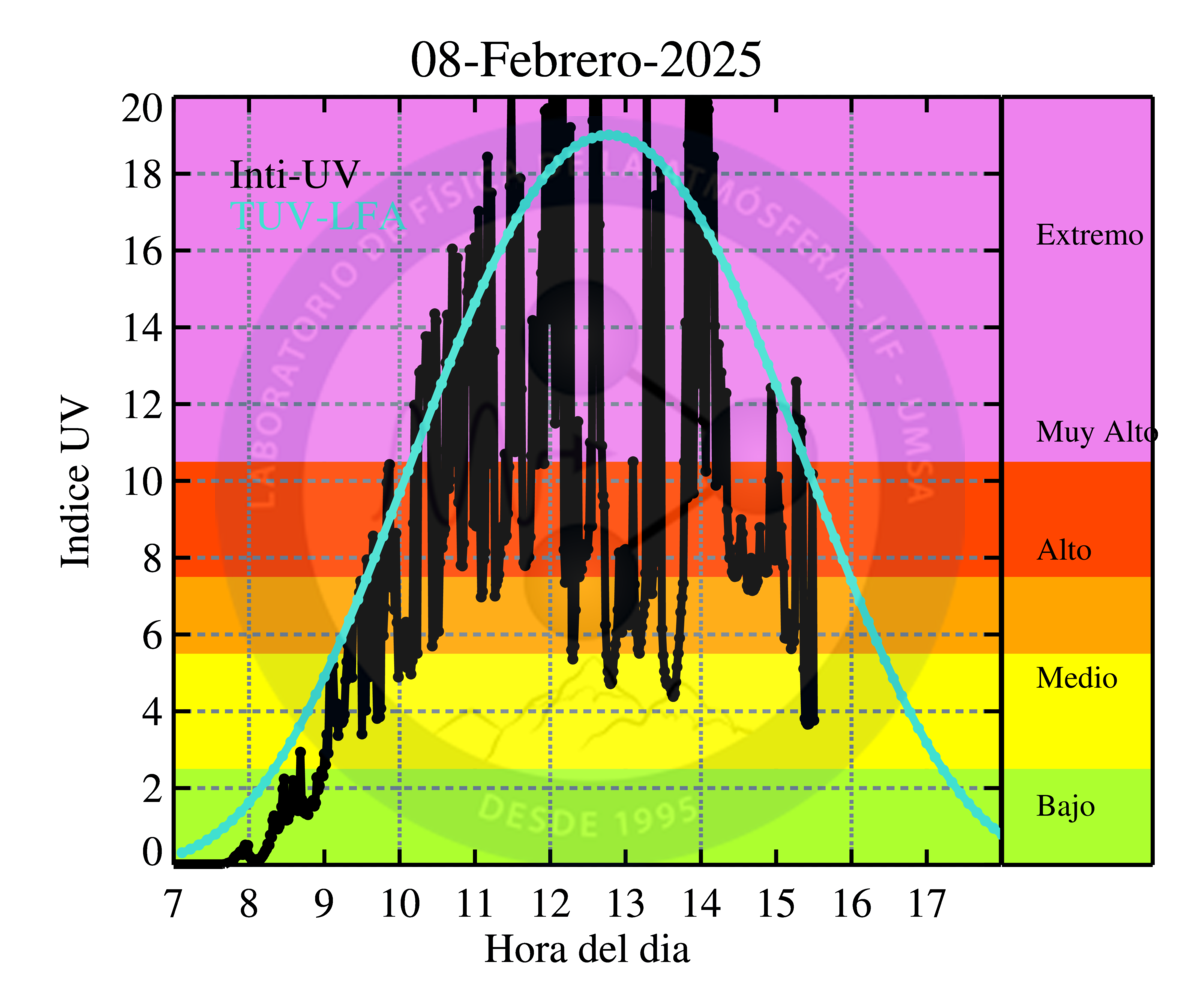 08-Febrero-2025
Indice UV
20
18
16
14
12
10
8
6
4
2
0
Inti-UV
TUV-LFA
LABORATORIO DE FÍSICA DE LA ATMÓSFERA - IIF - UMSA
DESDE 1995
Extremo
Muy Alto
Alto
Medio
Bajo
7 8 9 10 11 12 13 14 15 16 17
Hora del dia